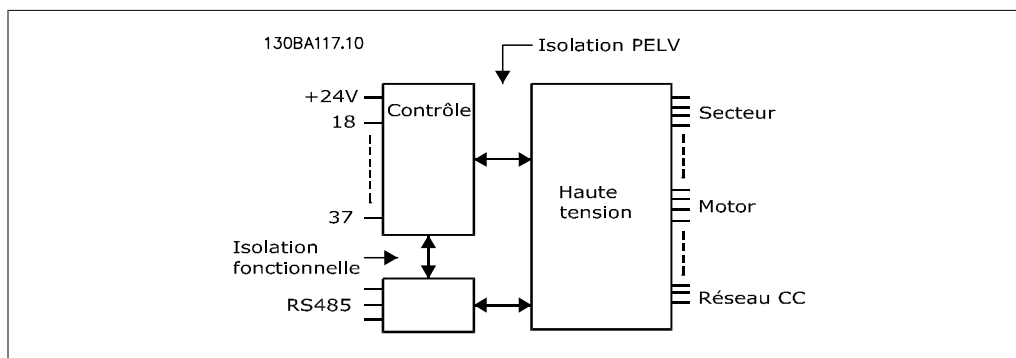 130BA117.10
Isolation PELV
+24V
Contrôle
Secteur
18
Haute
tension
Motor
37
Isolation
fonctionnelle
RS485
Réseau CC